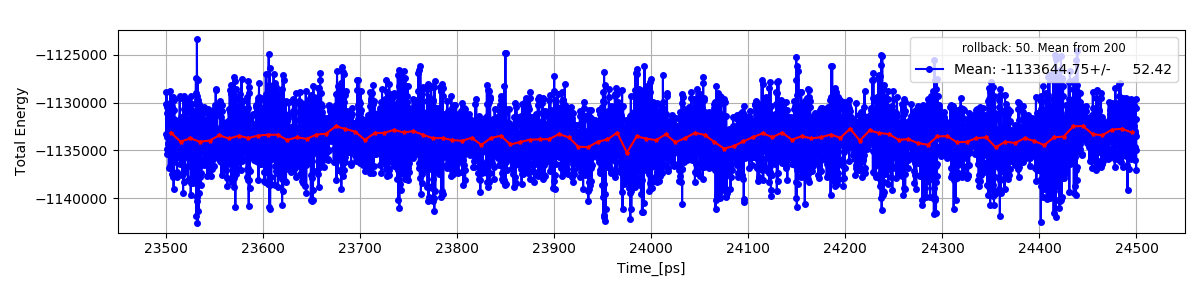 rollback: 50. Mean from 200
Mean: -1133644.75+/- 52.42
Total Energy
−1125000
−1130000
−1135000
−1140000
23500 23600 23700 23800 23900 24000 24100 24200 24300 24400 24500
Time_[ps]